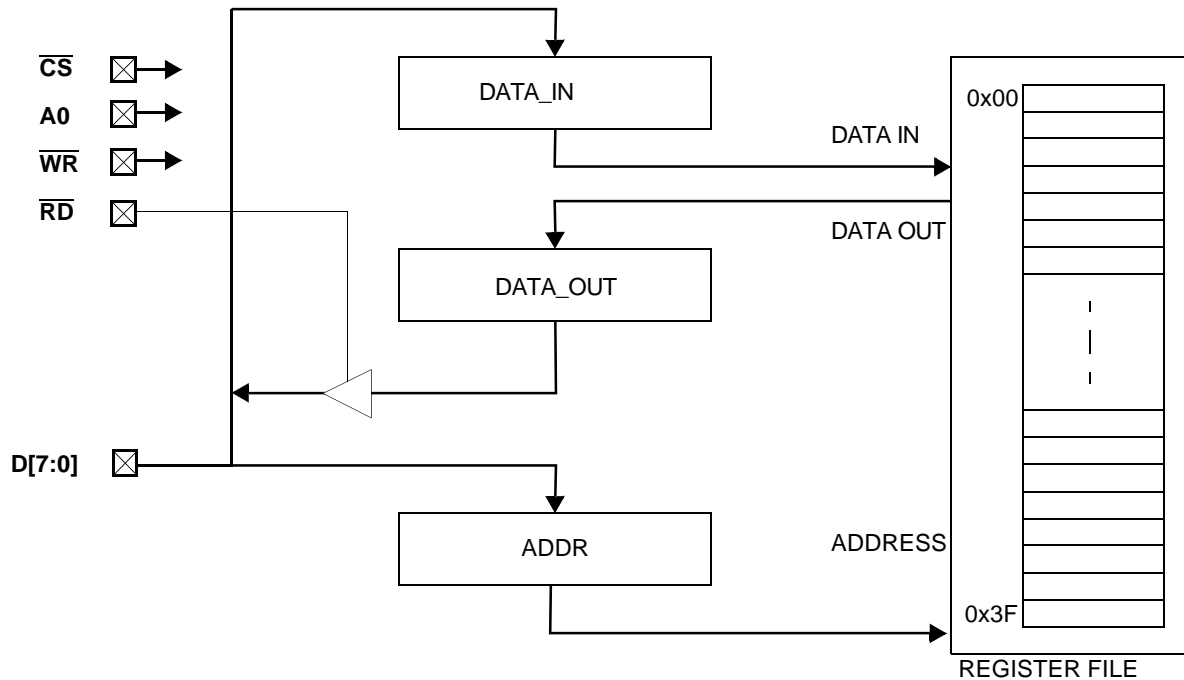 CS
A0
WR
RD
D[7:0]
DATA_IN
DATA IN
DATA_OUT
DATA OUT
ADDR
ADDRESS
0x00
0x3F
REGISTER FILE